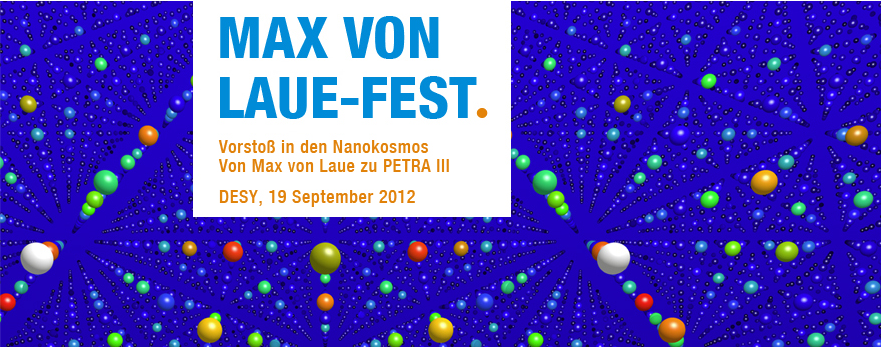 MAX VON
LAUE-FEST.
Vorstoß in den Nanokosmos
Von Max von Laue zu PETRA III
DESY, 19 September 2012